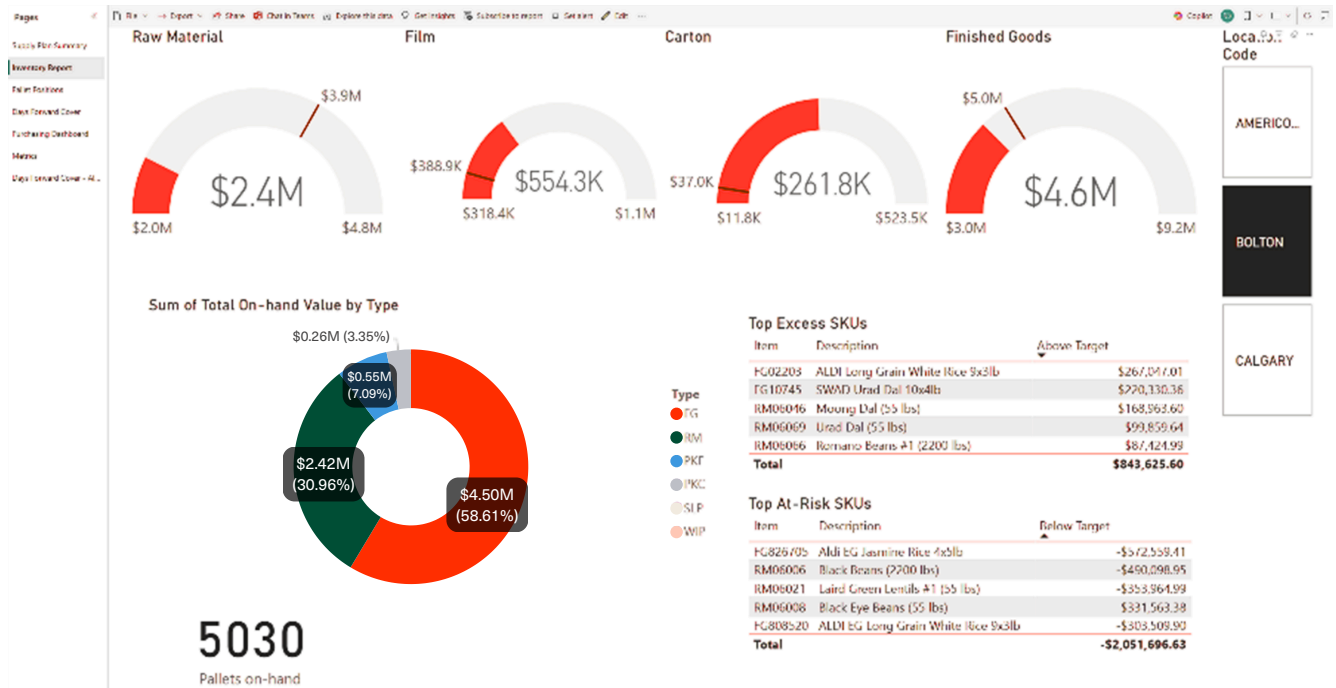 Pages
File
Export
Share
Chat in Teams
Explore this data
Get insights
Subscribe to report
Set alert
Edit
...
Copilot
Supply Plan Summary
Inventory Report
Pallet Positions
Days Forward Cover
Purchasing Dashboard
Metrics
Days Forward Cover - Al...
Raw Material
$3.9M
$2.4M
$2.0M
$4.8M
Film
$388.9K
$554.3K
$318.4K
$1.1M
Carton
$37.0K
$261.8K
$11.8K
$523.5K
Finished Goods
$5.0M
$4.6M
$3.0M
$9.2M
Code
AMERICO...
BOLTON
CALGARY
Sum of Total On-hand Value by Type
$0.26M (3.35%)
$0.55M
(7.09%)
$2.42M
(30.96%)
$4.50M
(58.61%)
Type
FG
RM
PKF
PKC
SLP
WIP
5030
Pallets on-hand
Top Excess SKUs
Item Description Above Target
FG02203 ALDI Long Grain White Rice 9x3lb $267,047.01
FG10745 SWAD Urad Dal 10x4lb $220,330.36
RM06046 Moung Dal (55 lbs) $168,963.60
RM06069 Urad Dal (55 lbs) $99,859.64
RM06066 Romano Beans #1 (2200 lbs) $87,424.99
Total $843,625.60
Top At-Risk SKUs
Item Description Below Target
FG826705 Aldi EG Jasmine Rice 4x5lb -$572,559.41
RM06006 Black Beans (2200 lbs) -$490,098.95
RM06021 Laird Green Lentils #1 (55 lbs) -$353,964.99
RM06008 Black Eye Beans (55 lbs) $331,563.38
FG808520 ALDI EG Long Grain White Rice 9x3lb -$303,509.90
Total -$2,051,696.63